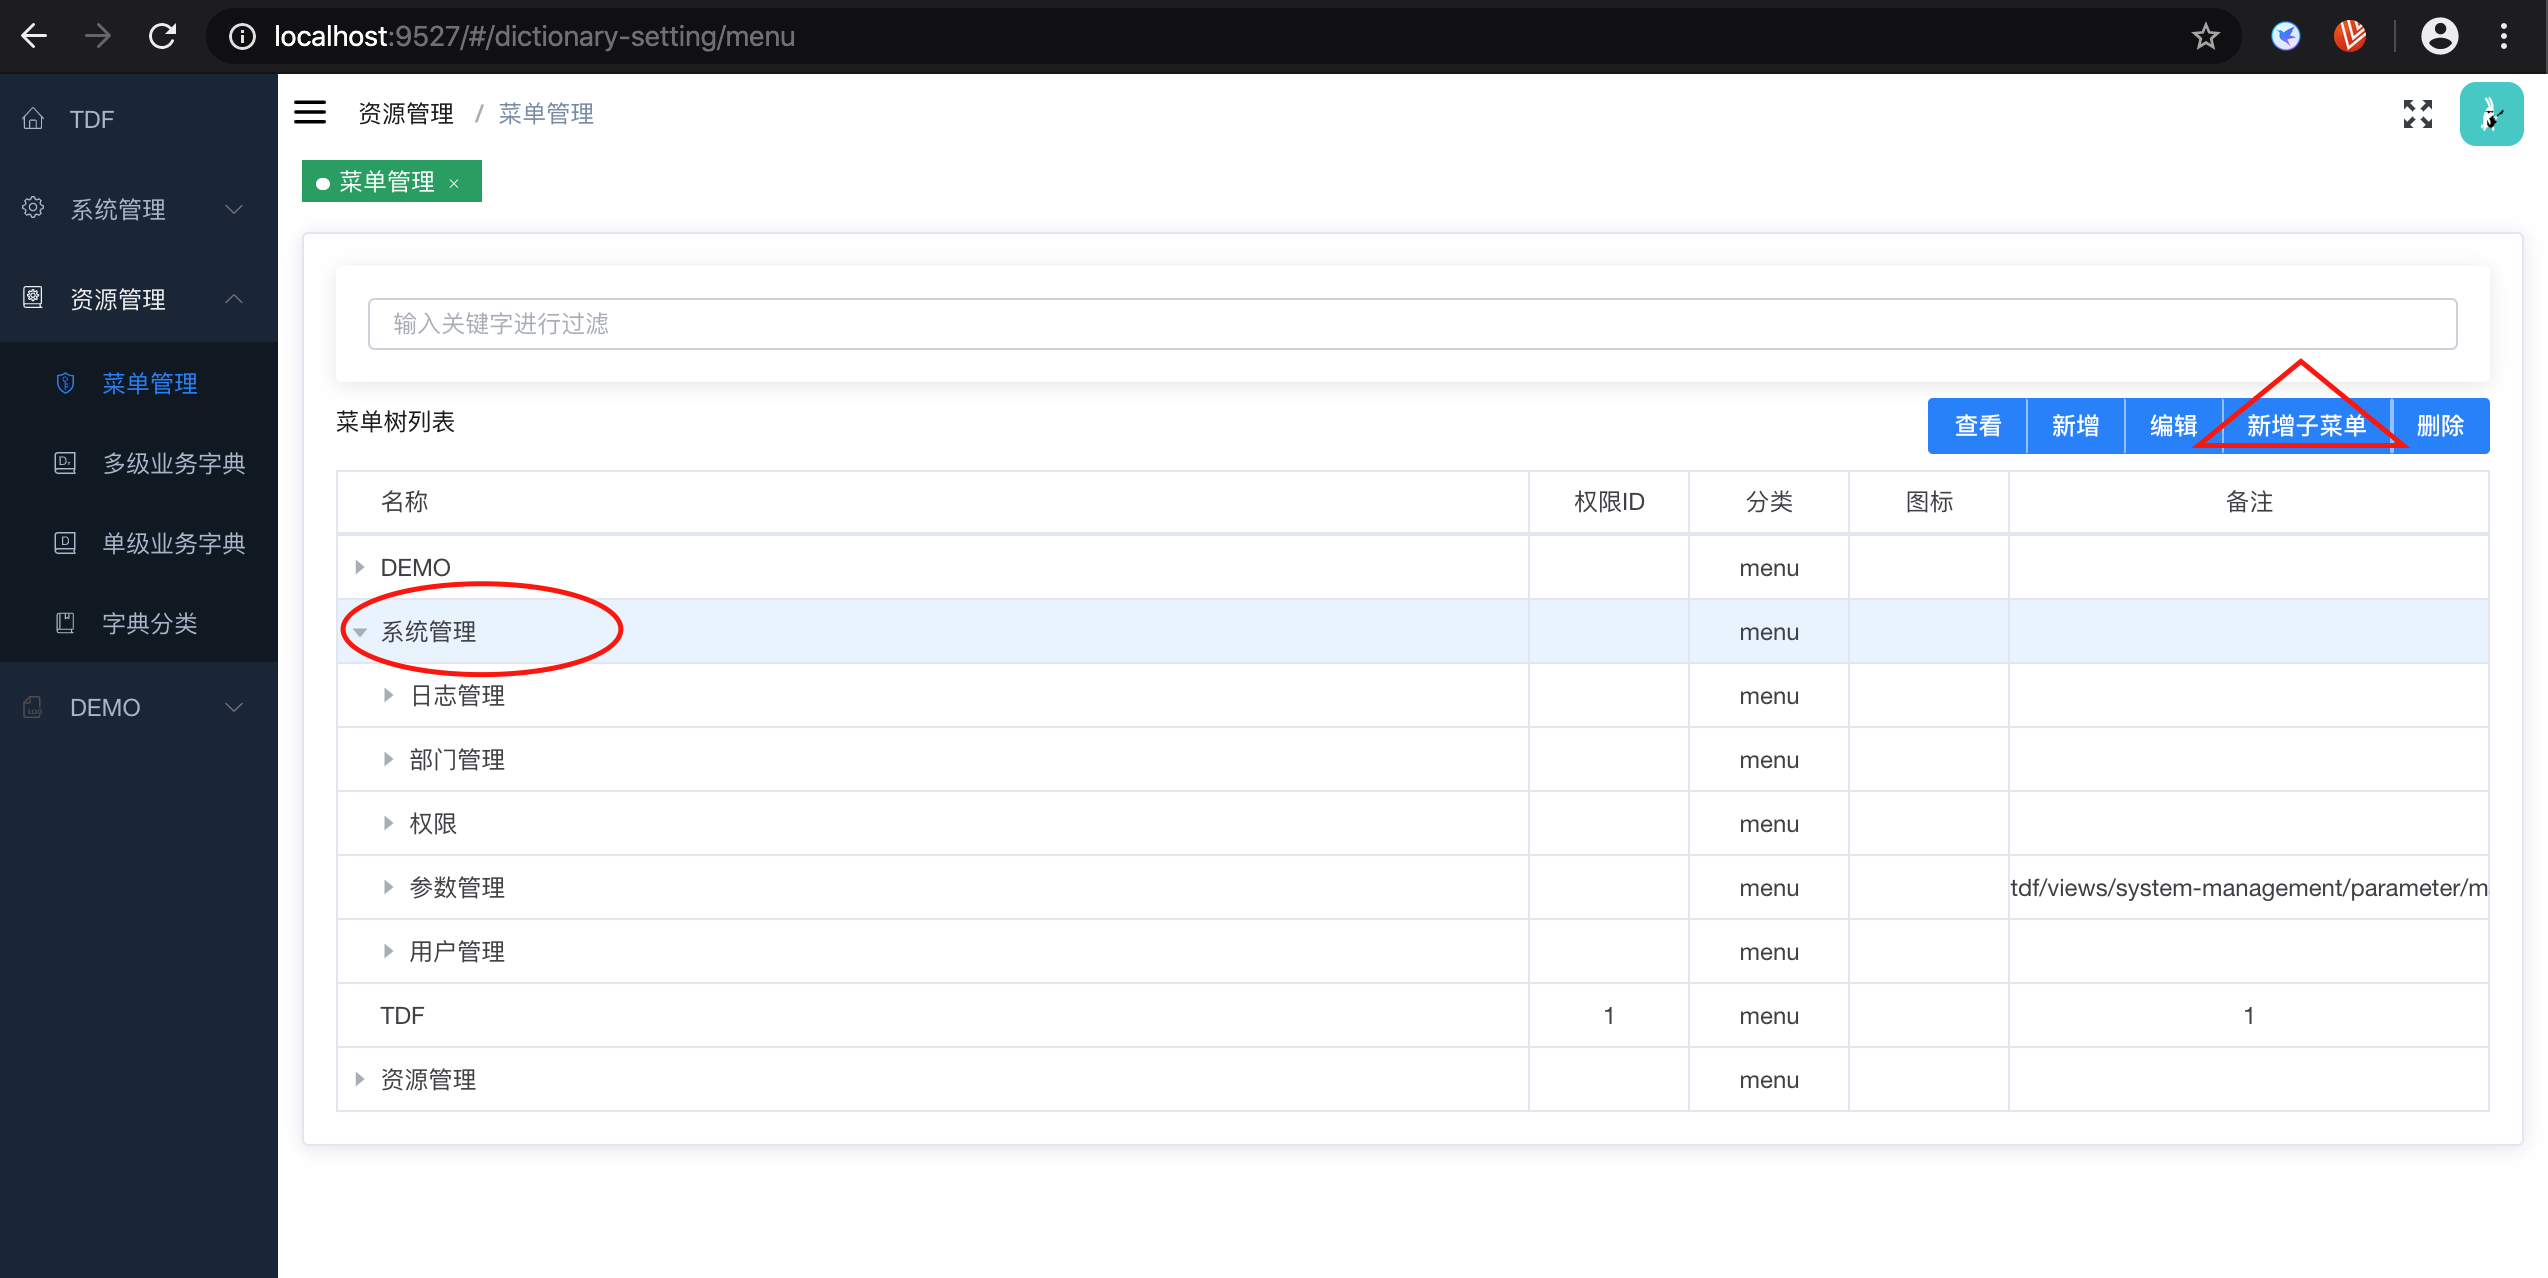 localhost:9527/#/dictionary-setting/menu
TDF
系统管理
资源管理
菜单管理
多级业务字典
单级业务字典
字典分类
DEMO
资源管理 / 菜单管理
菜单管理 ×
输入关键字进行过滤
菜单树列表
查看 新增 编辑 新增子菜单 删除
名称 权限ID 分类 图标 备注
DEMO menu
系统管理 menu
日志管理 menu
部门管理 menu
权限 menu
参数管理 menu tdf/views/system-management/parameter/m
用户管理 menu
TDF 1 menu 1
资源管理 menu